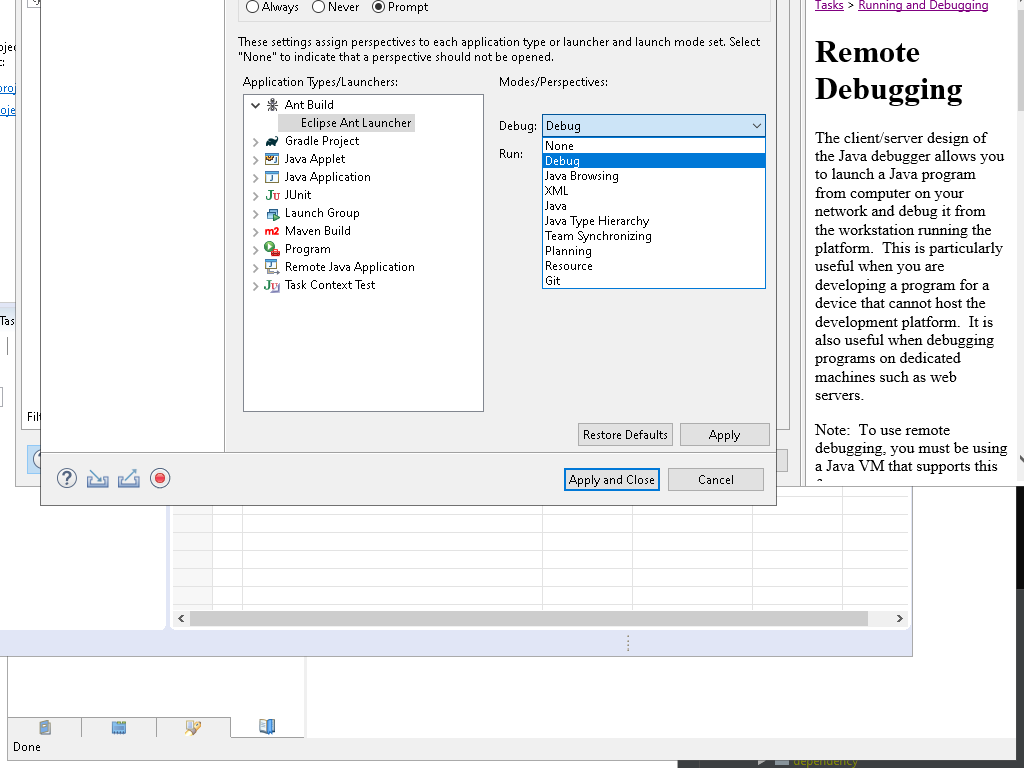 Always Never Prompt
Tasks > Running and Debugging
These settings assign perspectives to each application type or launcher and launch mode set. Select
"None" to indicate that a perspective should not be opened.
Application Types/Launchers:
Modes/Perspectives:
Ant Build
Eclipse Ant Launcher
Gradle Project
Java Applet
Java Application
JUnit
Launch Group
Maven Build
Program
Remote Java Application
Task Context Test
Debug: Debug
Run:
None
Debug
Java Browsing
XML
Java
Java Type Hierarchy
Team Synchronizing
Planning
Resource
Git
Restore Defaults
Apply
Apply and Close
Cancel
Remote
Debugging
The client/server design of
the Java debugger allows you
to launch a Java program
from computer on your
network and debug it from
the workstation running the
platform. This is particularly
useful when you are
developing a program for a
device that cannot host the
development platform. It is
also useful when debugging
programs on dedicated
machines such as web
servers.
Note: To use remote
debugging, you must be using
a Java VM that supports this
Done
dependency